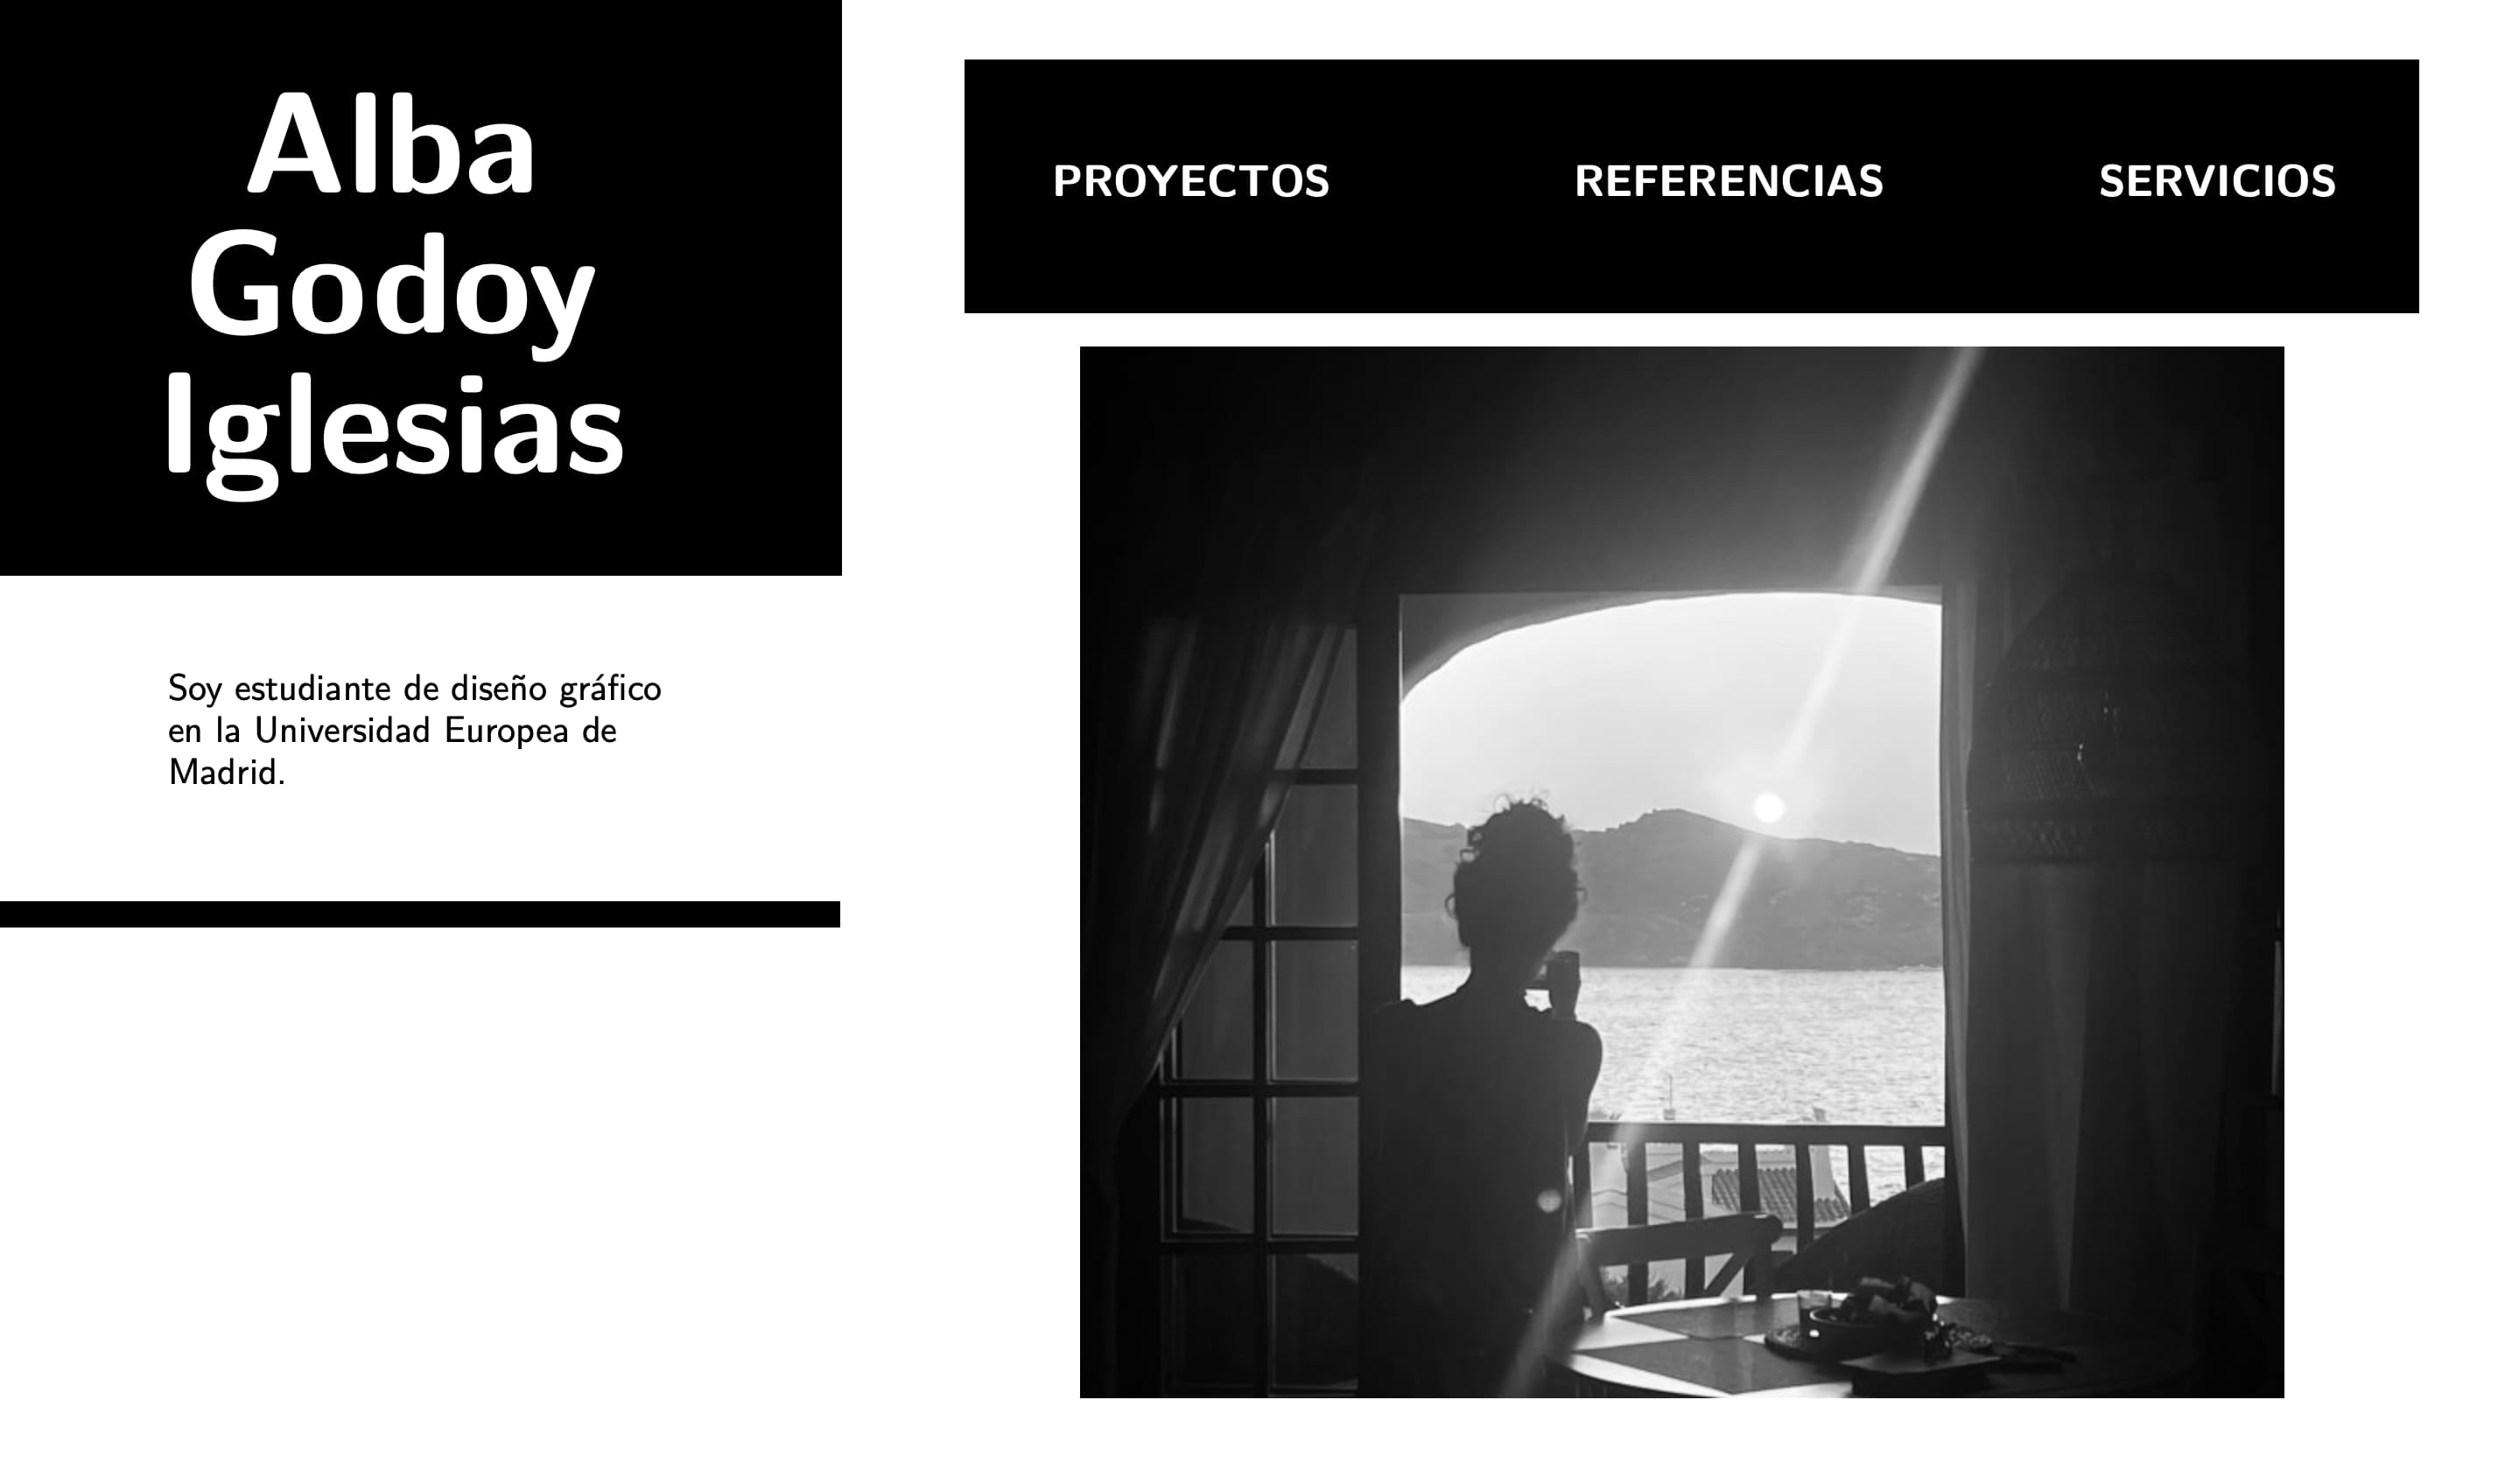 Alba
Godoy
Iglesias
PROYECTOS
REFERENCIAS
SERVICIOS
Soy estudiante de diseño gráfico
en la Universidad Europea de
Madrid.